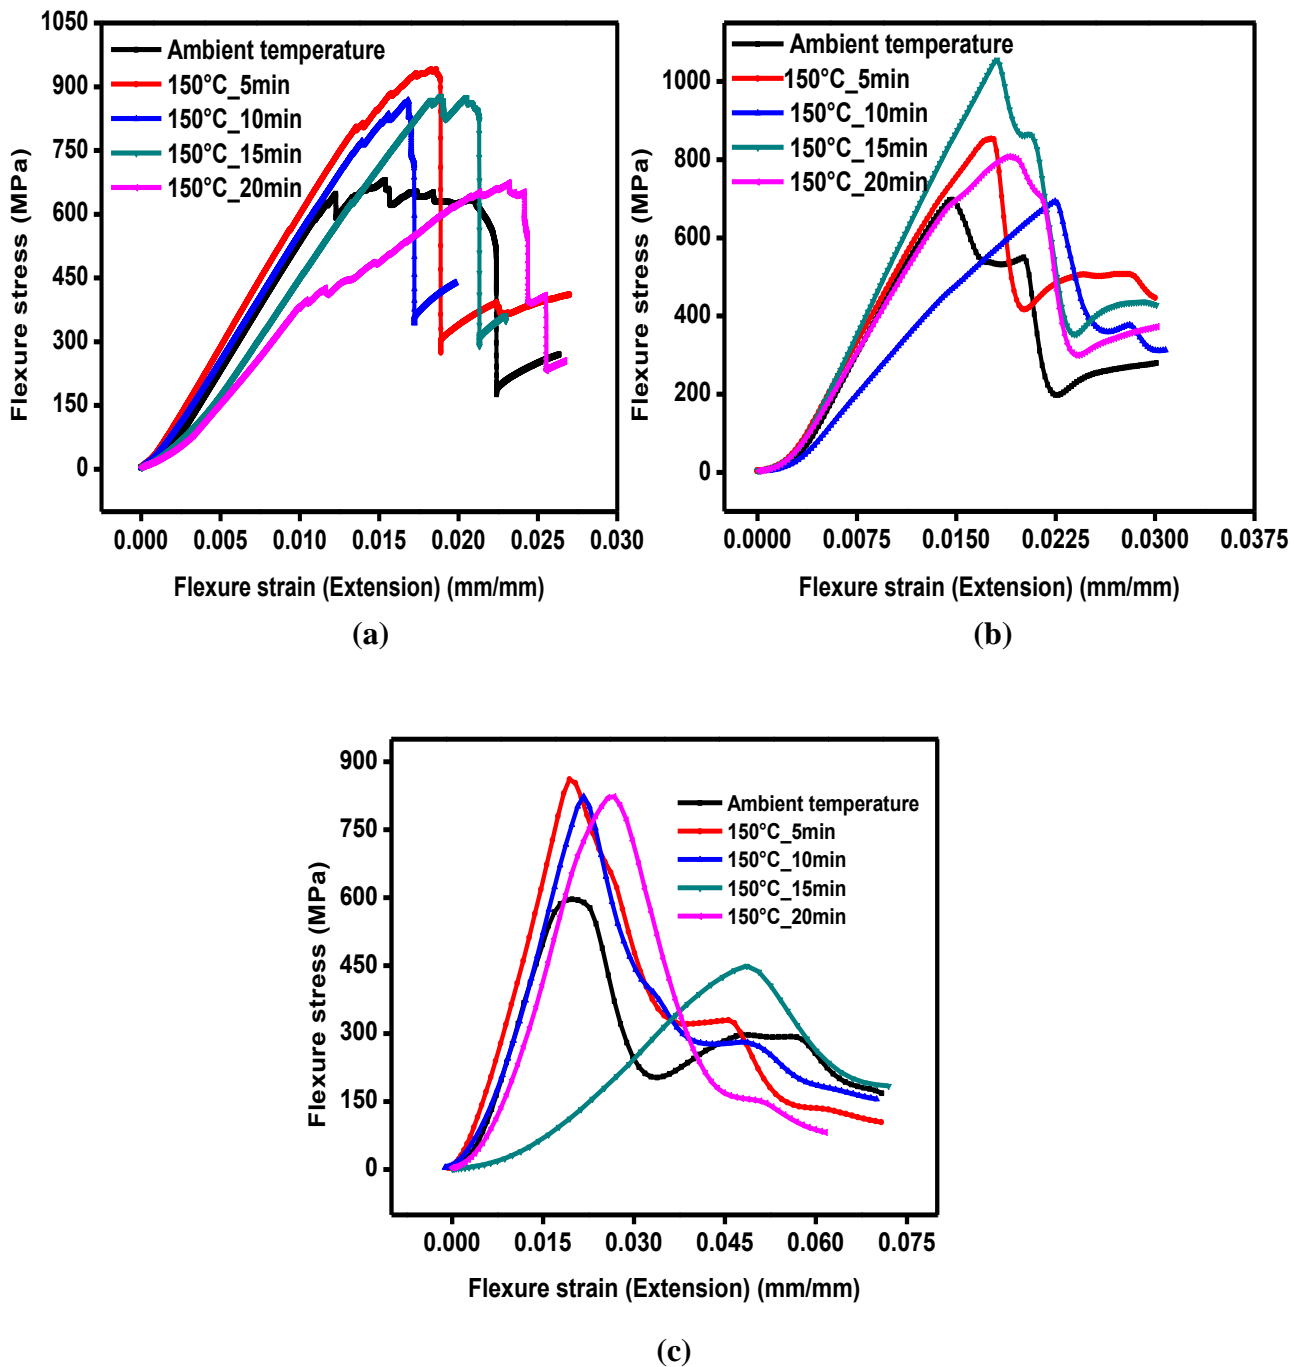 1050
900
750
600
450
300
150
0
Flexure stress (MPa)
Ambient temperature
150°C_5min
150°C_10min
150°C_15min
150°C_20min
0.000 0.005 0.010 0.015 0.020 0.025 0.030
Flexure strain (Extension) (mm/mm)
(a)
1000
800
600
400
200
0
Flexure stress (MPa)
Ambient temperature
150°C_5min
150°C_10min
150°C_15min
150°C_20min
0.0000 0.0075 0.0150 0.0225 0.0300 0.0375
Flexure strain (Extension) (mm/mm)
(b)
900
750
600
450
300
150
0
Flexure stress (MPa)
Ambient temperature
150°C_5min
150°C_10min
150°C_15min
150°C_20min
0.000 0.015 0.030 0.045 0.060 0.075
Flexure strain (Extension) (mm/mm)
(c)